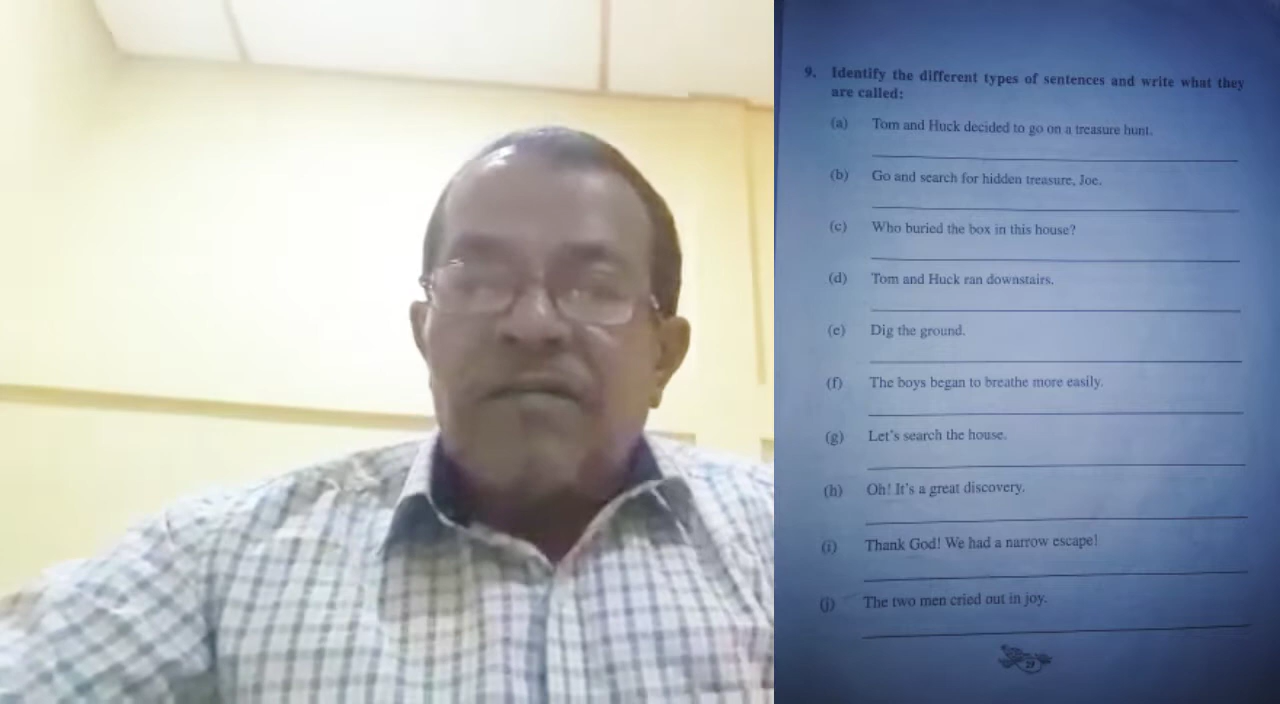 9. Identify the different types of sentences and write what they
are called:
(a) Tom and Huck decided to go on a treasure hunt.
(b) Go and search for hidden treasure, Joe.
(c) Who buried the box in this house?
(d) Tom and Huck ran downstairs.
(e) Dig the ground.
(f) The boys began to breathe more easily.
(g) Let's search the house.
(h) Oh! It's a great discovery.
(i) Thank God! We had a narrow escape!
(j) The two men cried out in joy.